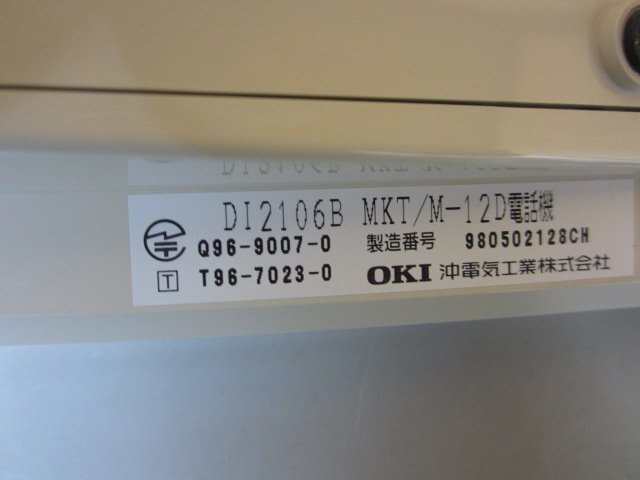 DI2106B MKT/M-12D電話機
Q96-9007-0 製造番号 980502128CH
T T96-7023-0 OKI 沖電気工業株式会社